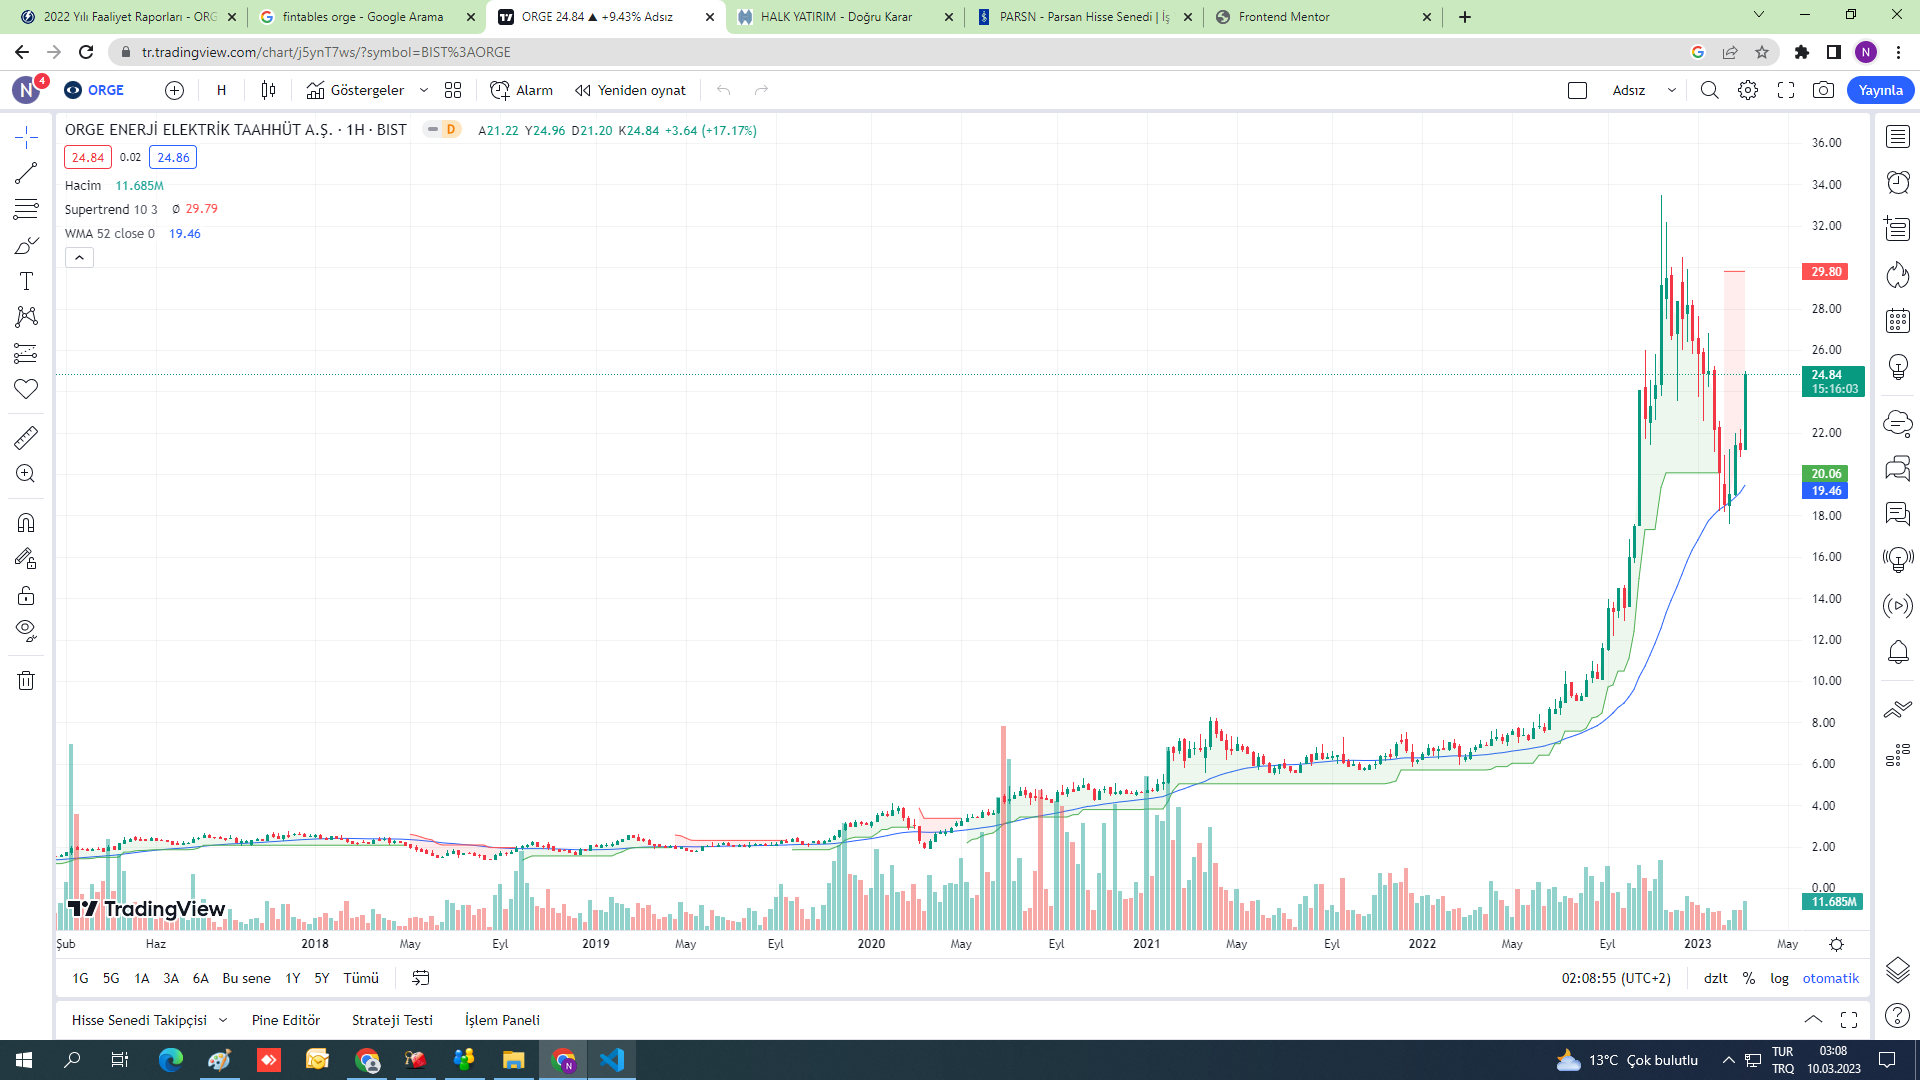 2022 Yılı Faaliyet Raporları - ORG
fintables orge - Google Arama
ORGE 24.84 ▲ +9.43% Adsız
HALK YATIRIM - Doğru Karar
PARSN - Parsan Hisse Senedi | İş
Frontend Mentor
tr.tradingview.com/chart/j5ynT7ws/?symbol=BIST%3AORGE
N
N 4
ORGE
H
Göstergeler
Alarm
Yeniden oynat
Adsız
Yayınla
ORGE ENERJİ ELEKTRİK TAAHHÜT A.Ş. · 1H · BIST
D
A21.22 Y24.96 D21.20 K24.84 +3.64 (+17.17%)
24.84 0.02 24.86
Hacim 11.685M
Supertrend 10 3 Ø 29.79
WMA 52 close 0 19.46
36.00
34.00
32.00
29.80
28.00
26.00
24.84
15:16:03
22.00
20.06
19.46
18.00
16.00
14.00
12.00
10.00
8.00
6.00
4.00
2.00
0.00
11.685M
TradingView
Şub Haz 2018 May Eyl 2019 May Eyl 2020 May Eyl 2021 May Eyl 2022 May Eyl 2023 May
1G 5G 1A 3A 6A Bu sene 1Y 5Y Tümü
02:08:55 (UTC+2) dzlt % log otomatik
Hisse Senedi Takipçisi Pine Editör Strateji Testi İşlem Paneli
13°C Çok bulutlu
TUR
TRQ
03:08
10.03.2023